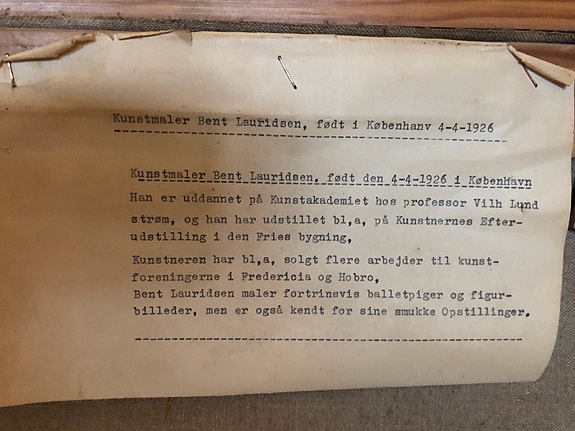 Kunstmaler Bent Lauridsen, født i Københanv 4-4-1926
Kunstmaler Bent Lauridsen. født den 4-4-1926 i København
Han er uddannet på Kunstakademiet hos professor Vilh Lund
strøm, og han har udstillet bl,a, på Kunstnernes Efter-
udstilling i den Fries bygning,
Kunstneren har bl,a, solgt flere arbejder til kunst-
foreningerne i Fredericia og Hobro,
Bent Lauridsen maler fortrinsvis balletpiger og figur-
billeder, men er også kendt for sine smukke Opstillinger.